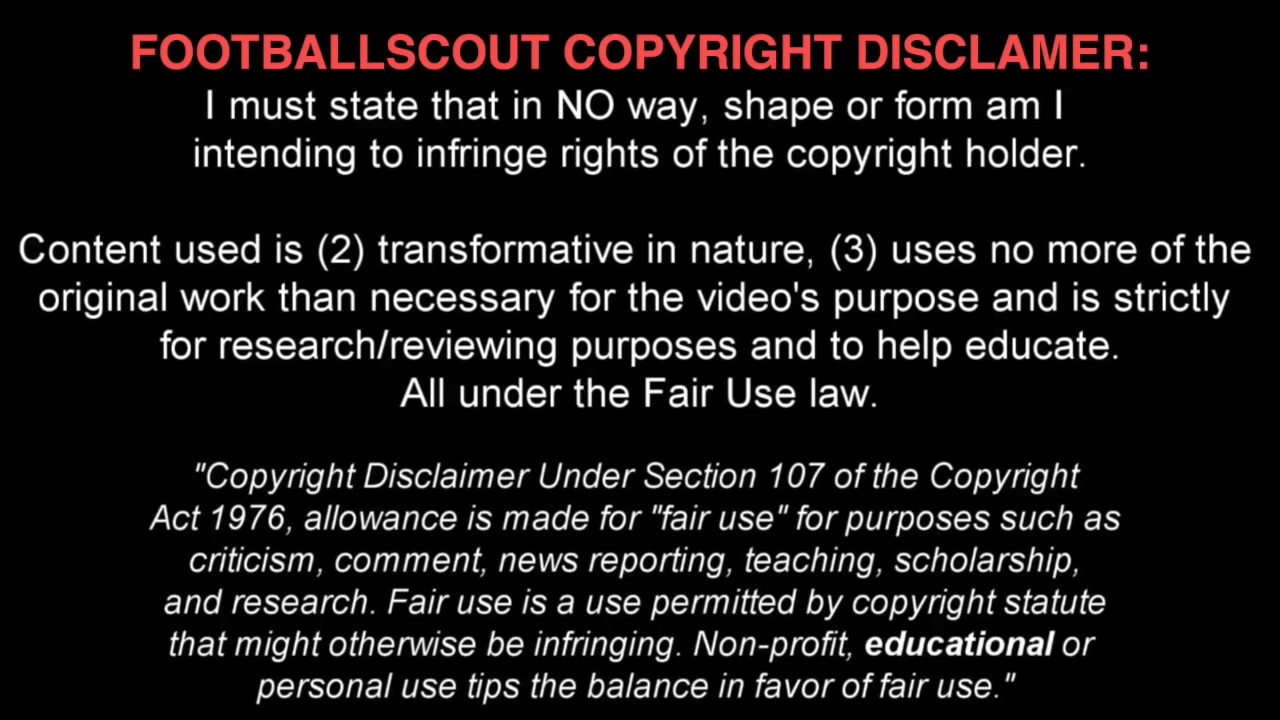 FOOTBALLSCOUT COPYRIGHT DISCLAMER:
I must state that in NO way, shape or form am I
intending to infringe rights of the copyright holder.
Content used is (2) transformative in nature, (3) uses no more of the
original work than necessary for the video's purpose and is strictly
for research/reviewing purposes and to help educate.
All under the Fair Use law.
"Copyright Disclaimer Under Section 107 of the Copyright
Act 1976, allowance is made for "fair use" for purposes such as
criticism, comment, news reporting, teaching, scholarship,
and research. Fair use is a use permitted by copyright statute
that might otherwise be infringing. Non-profit, educational or
personal use tips the balance in favor of fair use."